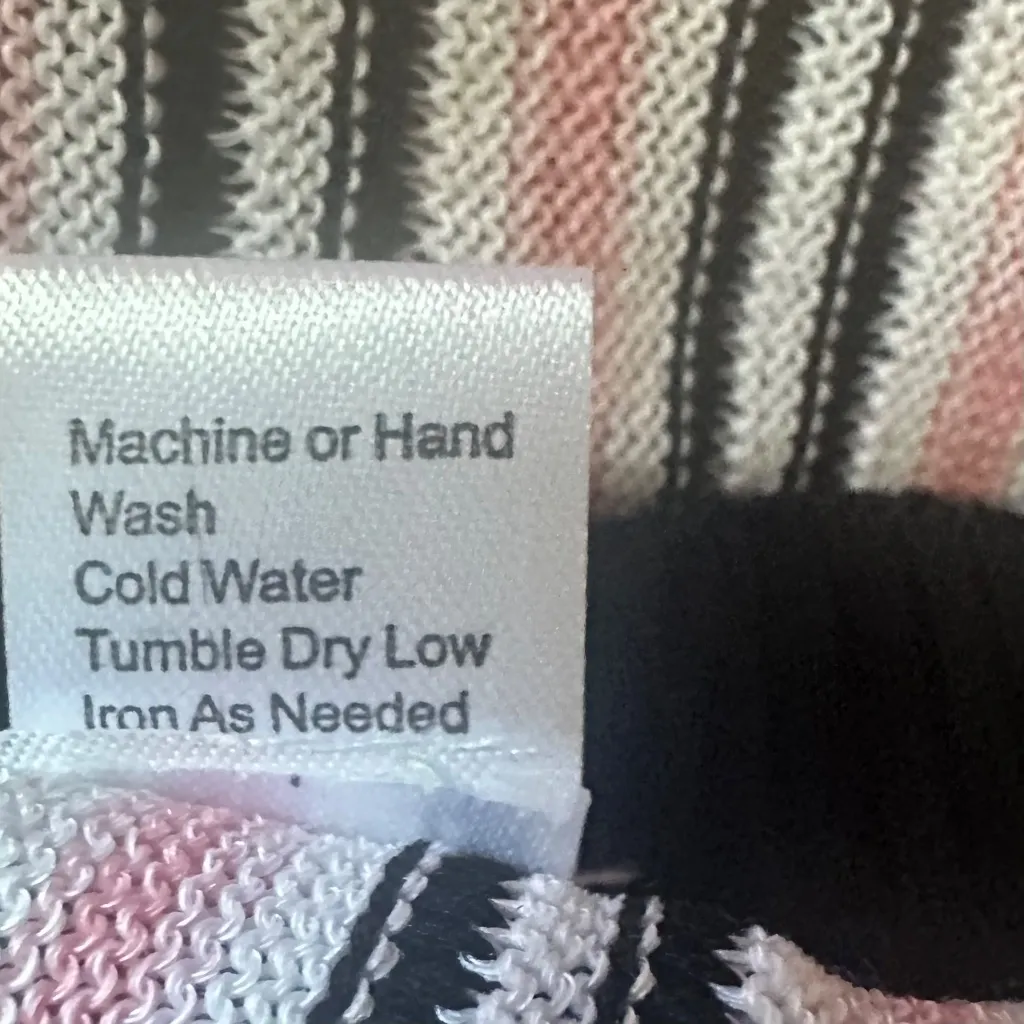 Machine or Hand
Wash
Cold Water
Tumble Dry Low
Iron As Needed